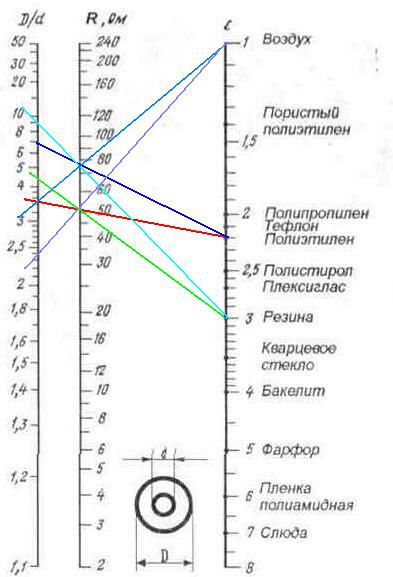 D/d R, Ом ε
50 240 1 Воздух
30 200
20 160
10 120 Пористый
8 100 1,5 полиэтилен
6 80
5
4 60 2 Полипропилен
3 50 Тефлон
40 Полиэтилен
2,5 30 2,5 Полистирол
2 Плексиглас
1,8 20 3 Резина
1,6 16 Кварцевое
1,5 12 стекло
1,4 10 4 Бакелит
1,3 8
6 5 Фарфор
1,2 5 d
4 6 Пленка
полиамидная
3 7 Слюда
D
1,1 2 8